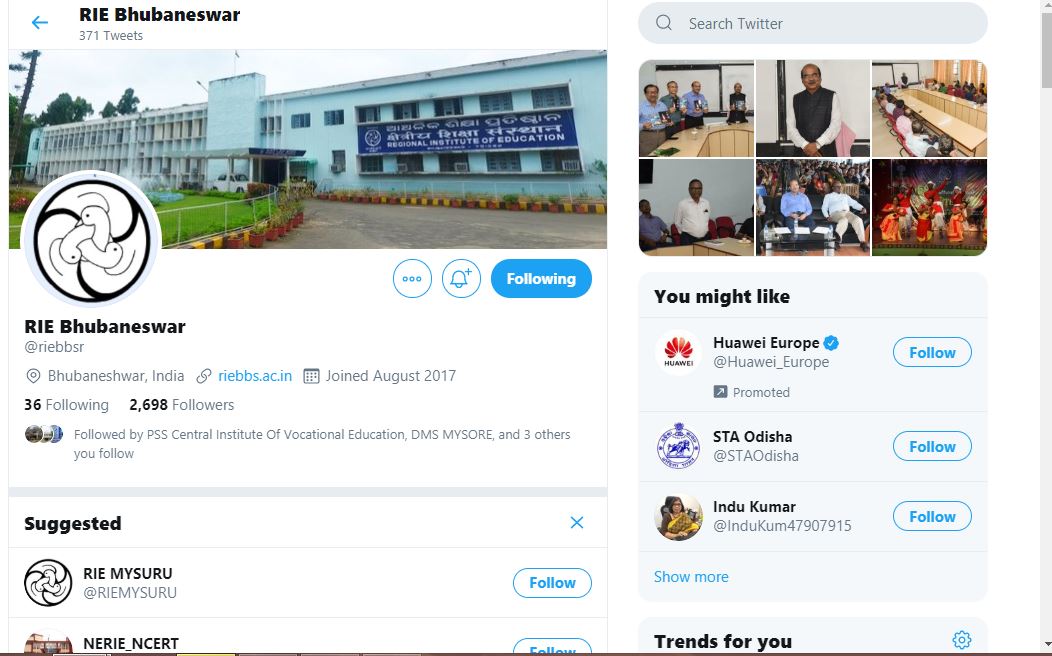 RIE Bhubaneswar
371 Tweets
ଆଞ୍ଚଳିକ ଶିକ୍ଷା ପ୍ରତିଷ୍ଠାନ
क्षेत्रीय शिक्षा संस्थान
REGIONAL INSTITUTE OF EDUCATION
Following
RIE Bhubaneswar
@riebbsr
Bhubaneshwar, India riebbs.ac.in Joined August 2017
36 Following 2,698 Followers
Followed by PSS Central Institute Of Vocational Education, DMS MYSORE, and 3 others
you follow
Suggested
RIE MYSURU
@RIEMYSURU
Follow
NERIE_NCERT
Follow
Search Twitter
You might like
HUAWEI
Huawei Europe
@Huawei_Europe
Promoted
Follow
STA Odisha
@STAOdisha
Follow
Indu Kumar
@InduKum47907915
Follow
Show more
Trends for you